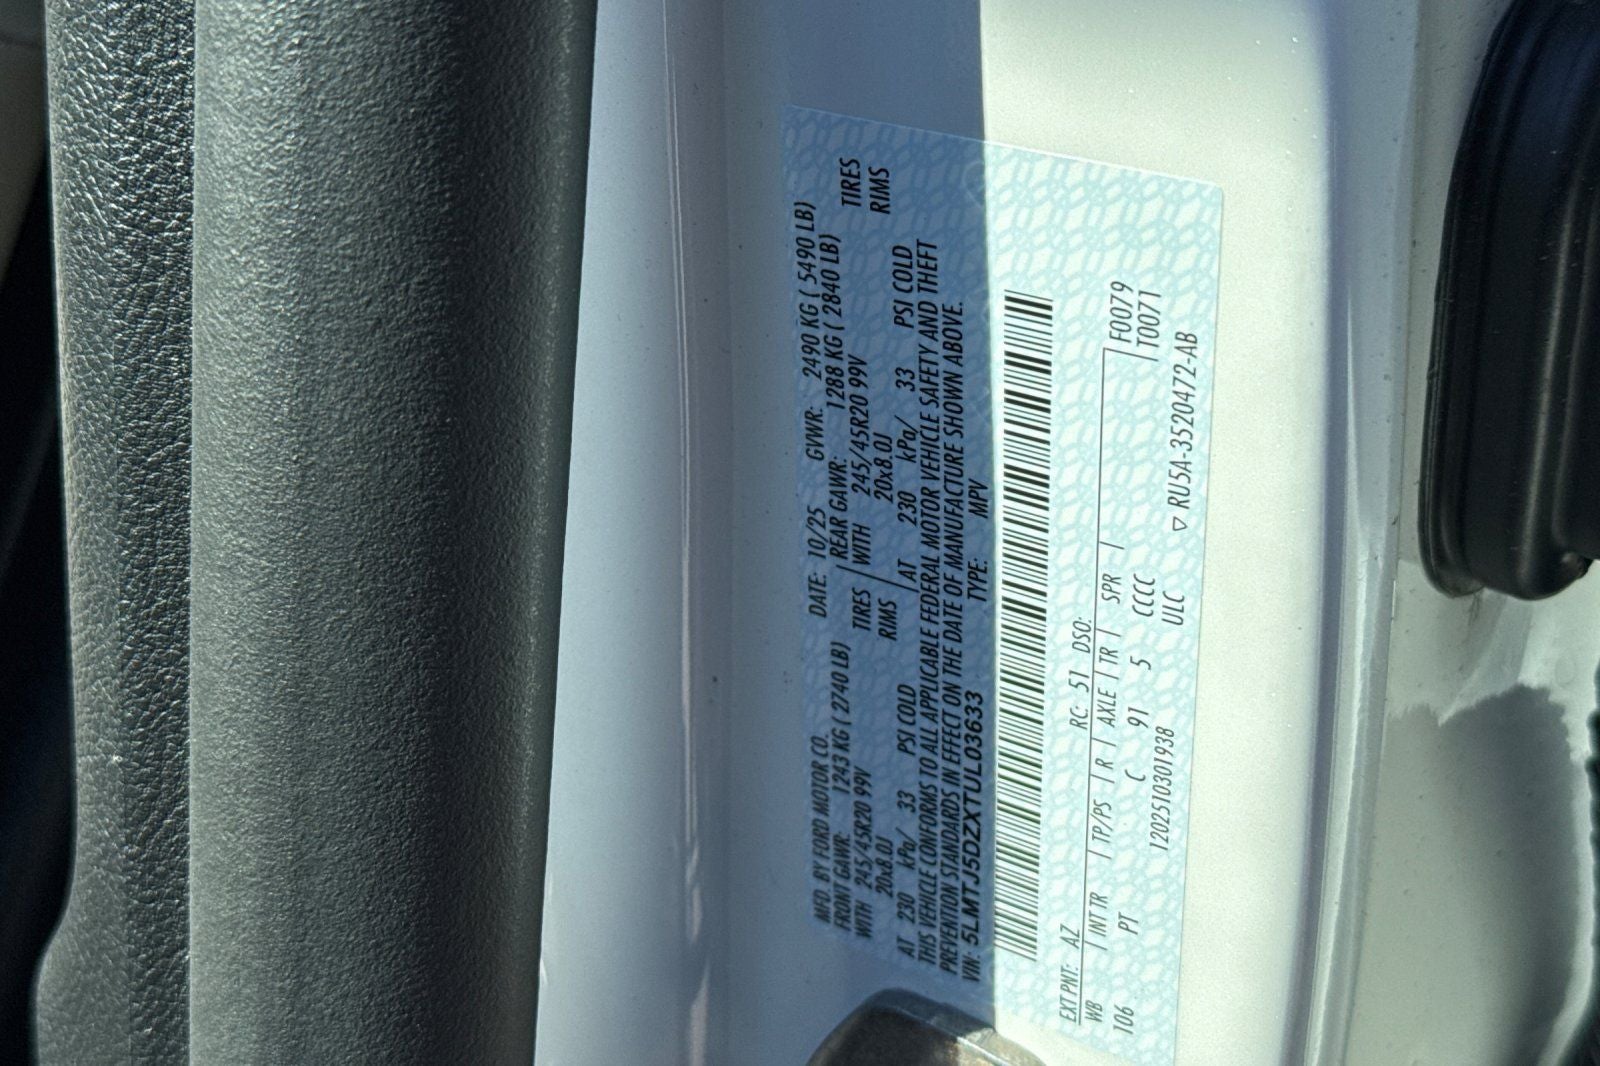 MFD. BY FORD MOTOR CO. DATE: 10/25 GVWR: 2490 KG ( 5490 LB)
FRONT GAWR: 1243 KG ( 2740 LB) REAR GAWR: 1288 KG ( 2840 LB)
WITH 245/45R20 99V TIRES WITH 245/45R20 99V TIRES
20x8.0J RIMS 20x8.0J RIMS
AT 230 kPa/ 33 PSI COLD AT 230 kPa/ 33 PSI COLD
THIS VEHICLE CONFORMS TO ALL APPLICABLE FEDERAL MOTOR VEHICLE SAFETY AND THEFT
PREVENTION STANDARDS IN EFFECT ON THE DATE OF MANUFACTURE SHOWN ABOVE.
VIN: 5LMTJ5DZXTUL03633 TYPE: MPV
EXT PNT: AZ RC: 51 DSO: F0079
WB INT TR TP/PS R AXLE TR SPR T0071
106 PT C 91 5 CCCC
1202510301938 ULC ▽ RU5A-3520472-AB